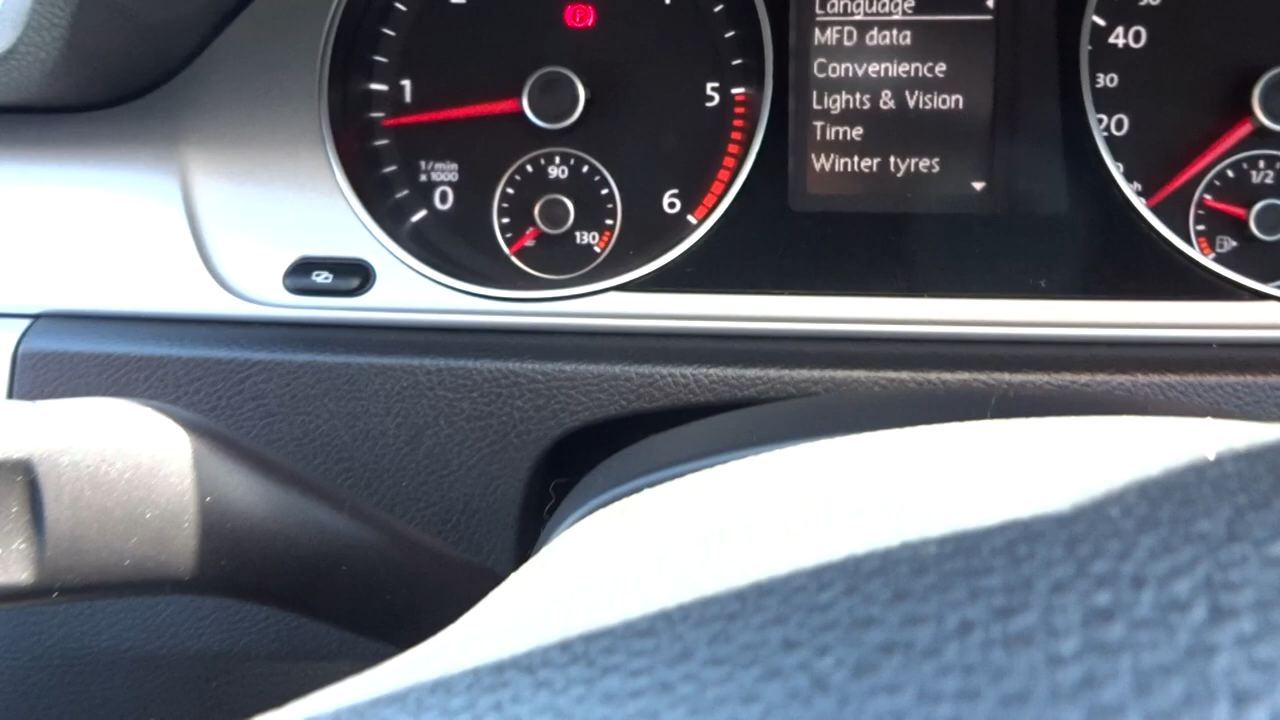 Language
MFD data
Convenience
Lights & Vision
Time
Winter tyres
1
5
6
0
1/min
x1000
90
130
40
30
20
1/2